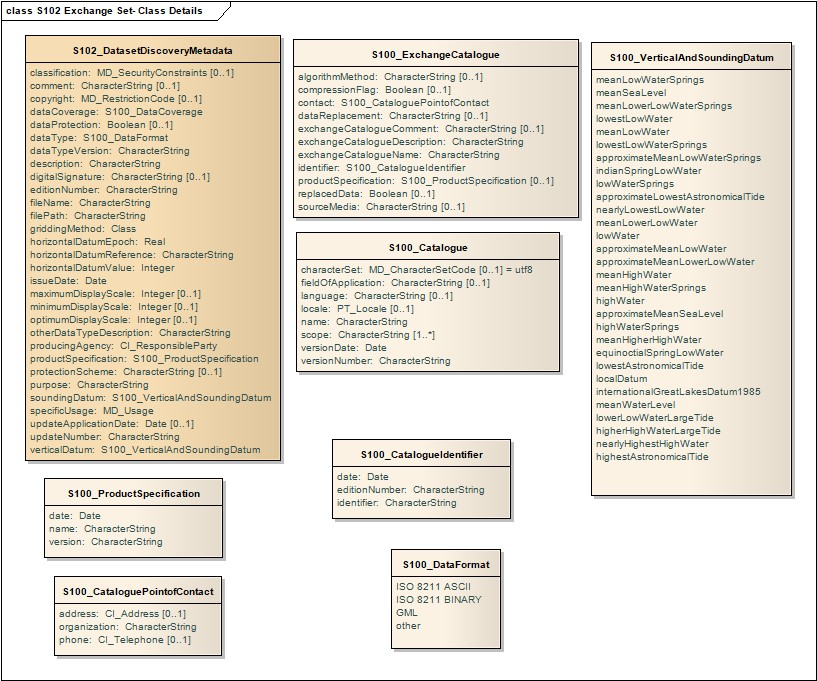 class S102 Exchange Set- Class Details
S102_DatasetDiscoveryMetadata
classification: MD_SecurityConstraints [0..1]
comment: CharacterString [0..1]
copyright: MD_RestrictionCode [0..1]
dataCoverage: S100_DataCoverage
dataProtection: Boolean [0..1]
dataType: S100_DataFormat
dataTypeVersion: CharacterString
description: CharacterString
digitalSignature: CharacterString [0..1]
editionNumber: CharacterString
fileName: CharacterString
filePath: CharacterString
griddingMethod: Class
horizontalDatumEpoch: Real
horizontalDatumReference: CharacterString
horizontalDatumValue: Integer
issueDate: Date
maximumDisplayScale: Integer [0..1]
minimumDisplayScale: Integer [0..1]
optimumDisplayScale: Integer [0..1]
otherDataTypeDescription: CharacterString
producingAgency: CI_ResponsibleParty
productSpecification: S100_ProductSpecification
protectionScheme: CharacterString [0..1]
purpose: CharacterString
soundingDatum: S100_VerticalAndSoundingDatum
specificUsage: MD_Usage
updateApplicationDate: Date [0..1]
updateNumber: CharacterString
verticalDatum: S100_VerticalAndSoundingDatum
S100_ExchangeCatalogue
algorithmMethod: CharacterString [0..1]
compressionFlag: Boolean [0..1]
contact: S100_CataloguePointofContact
dataReplacement: CharacterString [0..1]
exchangeCatalogueComment: CharacterString [0..1]
exchangeCatalogueDescription: CharacterString
exchangeCatalogueName: CharacterString
identifier: S100_CatalogueIdentifier
productSpecification: S100_ProductSpecification [0..1]
replacedData: Boolean [0..1]
sourceMedia: CharacterString [0..1]
S100_Catalogue
characterSet: MD_CharacterSetCode [0..1] = utf8
fieldOfApplication: CharacterString [0..1]
language: CharacterString [0..1]
locale: PT_Locale [0..1]
name: CharacterString
scope: CharacterString [1..*]
versionDate: Date
versionNumber: CharacterString
S100_VerticalAndSoundingDatum
meanLowWaterSprings
meanSeaLevel
meanLowerLowWaterSprings
lowestLowWater
meanLowWater
lowestLowWaterSprings
approximateMeanLowWaterSprings
indianSpringLowWater
lowWaterSprings
approximateLowestAstronomicalTide
nearlyLowestLowWater
meanLowerLowWater
lowWater
approximateMeanLowWater
approximateMeanLowerLowWater
meanHighWater
meanHighWaterSprings
highWater
approximateMeanSeaLevel
highWaterSprings
meanHigherHighWater
equinoctialSpringLowWater
lowestAstronomicalTide
localDatum
internationalGreatLakesDatum1985
meanWaterLevel
lowerLowWaterLargeTide
higherHighWaterLargeTide
nearlyHighestHighWater
highestAstronomicalTide
S100_CatalogueIdentifier
date: Date
editionNumber: CharacterString
identifier: CharacterString
S100_ProductSpecification
date: Date
name: CharacterString
version: CharacterString
S100_DataFormat
ISO 8211 ASCII
ISO 8211 BINARY
GML
other
S100_CataloguePointofContact
address: CI_Address [0..1]
organization: CharacterString
phone: CI_Telephone [0..1]